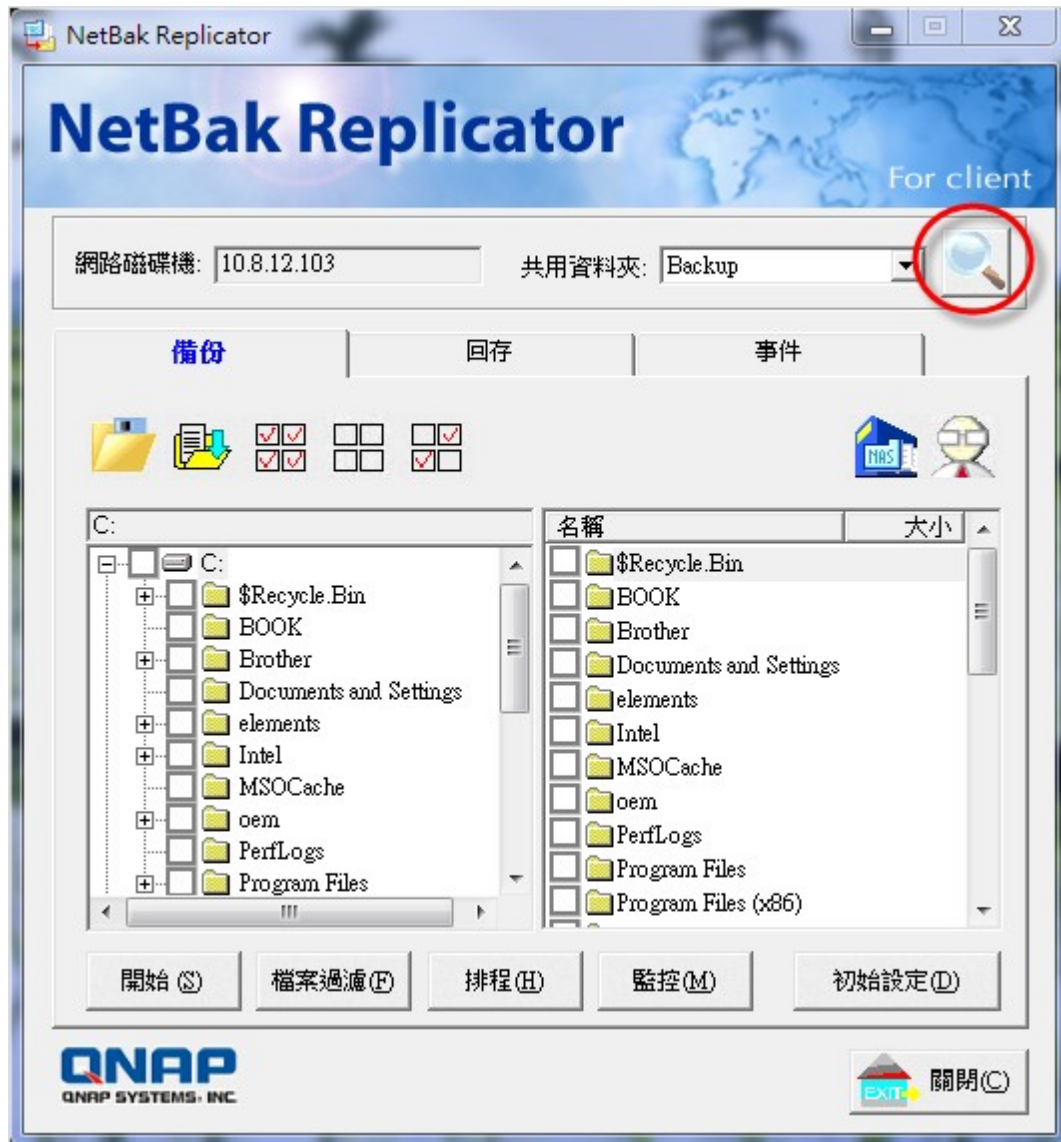 NetBak Replicator
NetBak Replicator
For client
網路磁碟機: 10.8.12.103 共用資料夾: Backup
備份 回存 事件
NAS
C: 名稱 大小
C:
$Recycle.Bin
BOOK
Brother
Documents and Settings
elements
Intel
MSOCache
oem
PerfLogs
Program Files
$Recycle.Bin
BOOK
Brother
Documents and Settings
elements
Intel
MSOCache
oem
PerfLogs
Program Files
Program Files (x86)
開始 (S) 檔案過濾(F) 排程(H) 監控(M) 初始設定(D)
QNAP
QNAP SYSTEMS, INC.
EXIT 關閉(C)